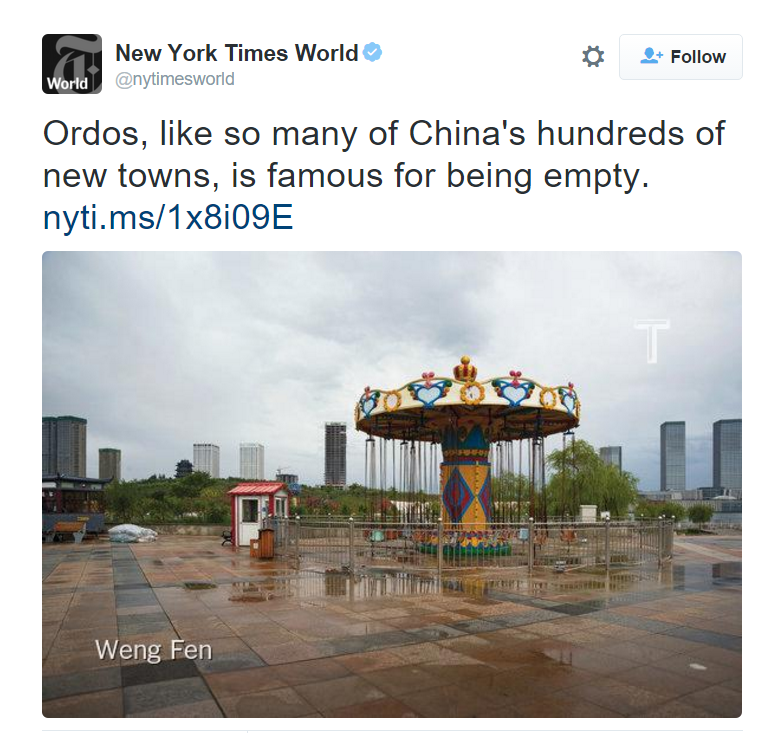 New York Times World
@nytimesworld
Follow
World
Ordos, like so many of China's hundreds of
new towns, is famous for being empty.
nyti.ms/1x8i09E
T
Weng Fen